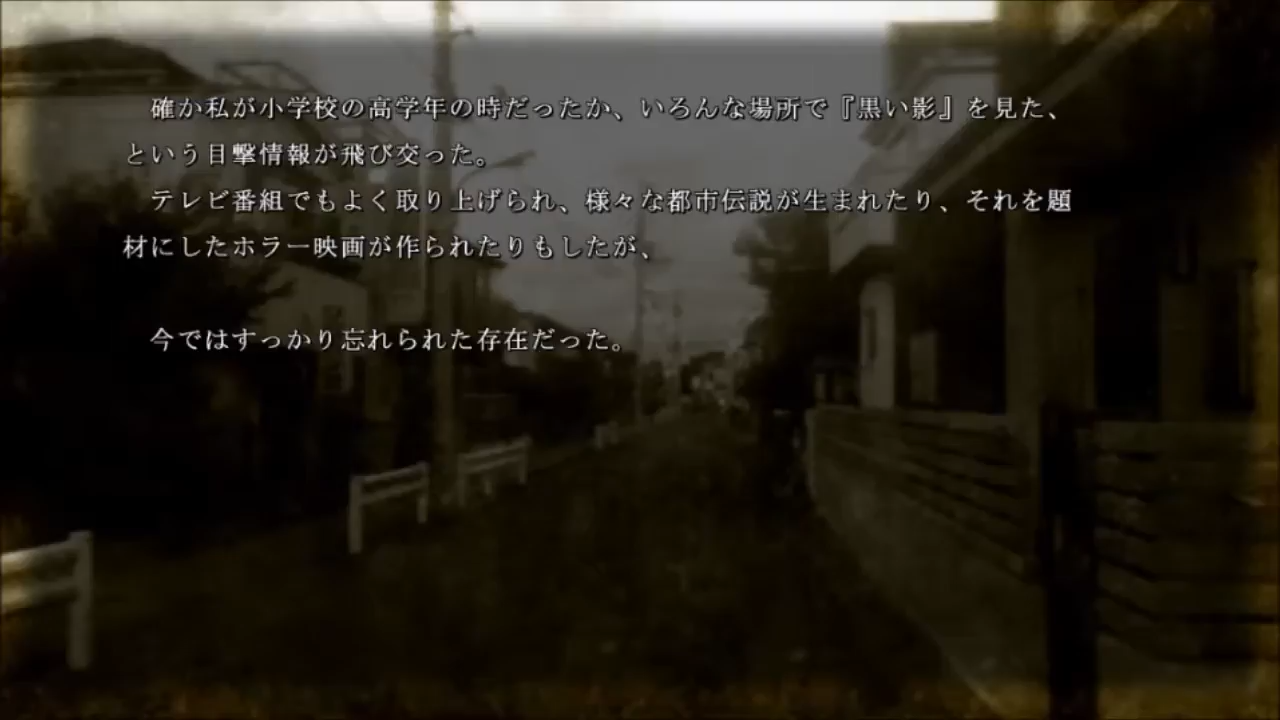 確か私が小学校の高学年の時だったか、いろんな場所で『黒い影』を見た、
という目撃情報が飛び交った。
テレビ番組でもよく取り上げられ、様々な都市伝説が生まれたり、それを題
材にしたホラー映画が作られたりもしたが、
今ではすっかり忘れられた存在だった。